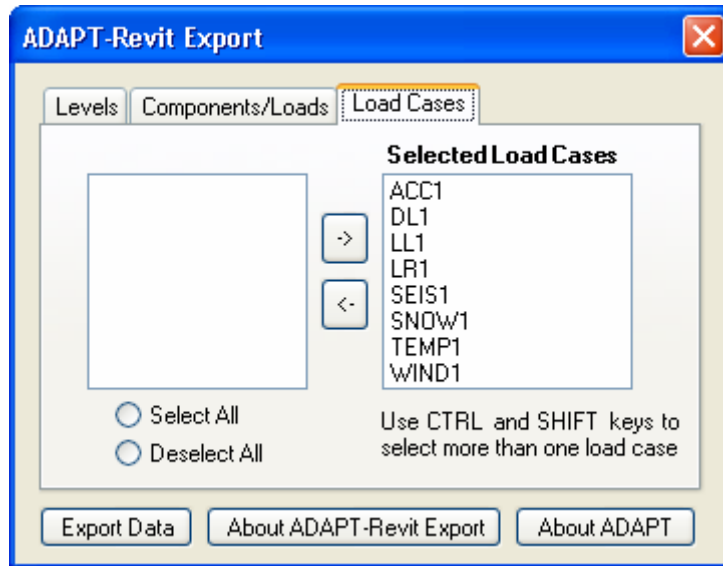 ADAPT-Revit Export
Levels Components/Loads Load Cases
Selected Load Cases
ACC1
DL1
LL1
LR1
SEIS1
SNOW1
TEMP1
WIND1
->
<-
Select All
Deselect All
Use CTRL and SHIFT keys to
select more than one load case
Export Data About ADAPT-Revit Export About ADAPT